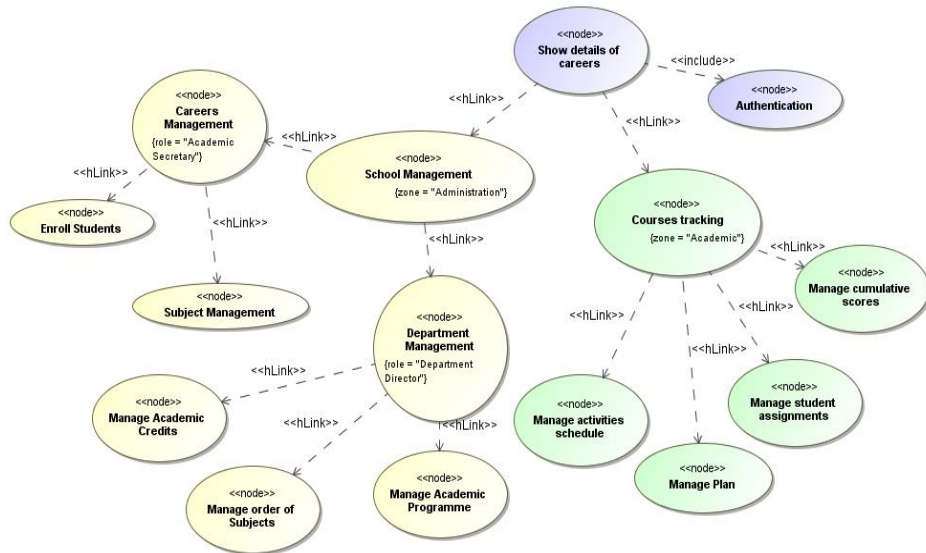 <<node>>
Show details of
careers
<<include>>
<<node>>
Authentication
<<hLink>>
<<hLink>>
<<node>>
Careers
Management
{role = "Academic
Secretary"}
<<hLink>>
<<node>>
School Management
{zone = "Administration"}
<<hLink>>
<<node>>
Enroll Students
<<hLink>>
<<node>>
Subject Management
<<hLink>>
<<node>>
Courses tracking
{zone = "Academic"}
<<hLink>>
<<node>>
Manage cumulative
scores
<<node>>
Department
Management
{role = "Department
Director"}
<<hLink>>
<<hLink>>
<<hLink>>
<<hLink>>
<<node>>
Manage Academic
Credits
<<hLink>>
<<hLink>>
<<node>>
Manage activities
schedule
<<node>>
Manage student
assignments
<<node>>
Manage order of
Subjects
<<node>>
Manage Academic
Programme
<<node>>
Manage Plan